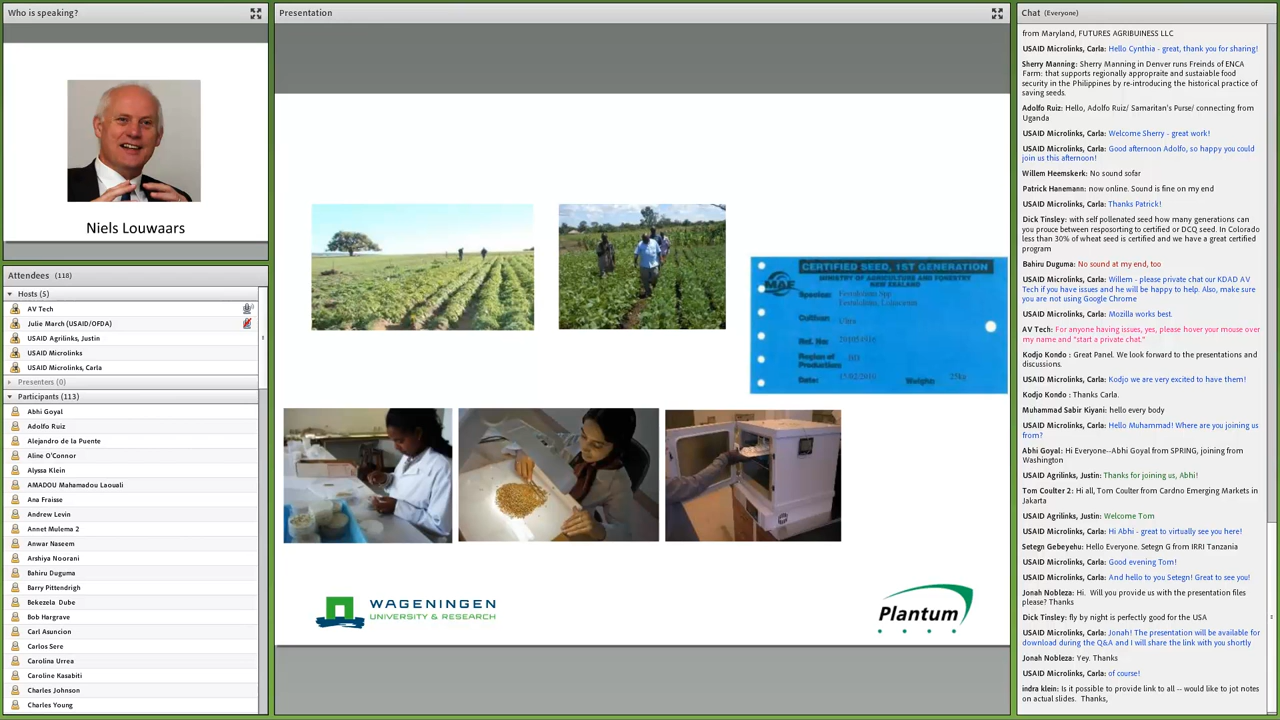 Who is speaking?
Niels Louwaars
Attendees (118)
Hosts (5)
AV Tech
Julie March (USAID/OFDA)
USAID Agrilinks, Justin
USAID Microlinks
USAID Microlinks, Carla
Presenters (0)
Participants (113)
Abhi Goyal
Adolfo Ruiz
Alejandro de la Puente
Aline O'Connor
Alyssa Klein
AMADOU Mahamadou Laouali
Ana Fraisse
Andrew Levin
Annet Mulema 2
Anwar Naseem
Arshiya Noorani
Bahiru Duguma
Barry Pittendrigh
Bekezela Dube
Bob Hargrave
Carl Asuncion
Carlos Sere
Carolina Urrea
Caroline Kasabiti
Charles Johnson
Charles Young
Presentation
CERTIFIED SEED, 1ST GENERATION
MINISTRY OF AGRICULTURE AND FORESTRY
NEW ZEALAND
MAF
Species:
Cultivar:
Ref. No:
Region of
Production:
Date:
Weight:
25kg
WAGENINGEN
UNIVERSITY & RESEARCH
Plantum
Chat (Everyone)
from Maryland, FUTURES AGRIBUINESS LLC
USAID Microlinks, Carla: Hello Cynthia - great, thank you for sharing!
Sherry Manning: Sherry Manning in Denver runs Freinds of ENCA
Farm: that supports regionally appropraite and sustaiable food
security in the Philippines by re-introducing the historical practice of
saving seeds.
Adolfo Ruiz: Hello, Adolfo Ruiz/ Samaritan's Purse/ connecting from
Uganda
USAID Microlinks, Carla: Welcome Sherry - great work!
USAID Microlinks, Carla: Good afternoon Adolfo, so happy you could
join us this afternoon!
Willem Heemskerk: No sound sofar
Patrick Hanemann: now online. Sound is fine on my end
USAID Microlinks, Carla: Thanks Patrick!
Dick Tinsley: with self pollenated seed how many generations can
you prouce between resposorting to certified or DCQ seed. In Colorado
less than 30% of wheat seed is certified and we have a great certified
program
Bahiru Duguma: No sound at my end, too
USAID Microlinks, Carla: Willem - please private chat our KDAD AV
Tech if you have issues and he will be happy to help. Also, make sure
you are not using Google Chrome
USAID Microlinks, Carla: Mozilla works best.
AV Tech: For anyone having issues, yes, please hover your mouse over
my name and "start a private chat."
Kodjo Kondo : Great Panel. We look forward to the presentations and
discussions.
USAID Microlinks, Carla: Kodjo we are very excited to have them!
Kodjo Kondo : Thanks Carla.
Muhammad Sabir Kiyani: hello every body
USAID Microlinks, Carla: Hello Muhammad! Where are you joining us
from?
Abhi Goyal: Hi Everyone--Abhi Goyal from SPRING, joining from
Washington
USAID Agrilinks, Justin: Thanks for joining us, Abhi!
Tom Coulter 2: Hi all, Tom Coulter from Cardno Emerging Markets in
Jakarta
USAID Agrilinks, Justin: Welcome Tom
USAID Microlinks, Carla: Hi Abhi - great to virtually see you here!
Setegn Gebeyehu: Hello Everyone. Setegn G from IRRI Tanzania
USAID Microlinks, Carla: Good evening Tom!
USAID Microlinks, Carla: And hello to you Setegn! Great to see you!
Jonah Nobleza: Hi. Will you provide us with the presentation files
please? Thanks
Dick Tinsley: fly by night is perfectly good for the USA
USAID Microlinks, Carla: Jonah! The presentation will be available for
download during the Q&A and I will share the link with you shortly
Jonah Nobleza: Yey. Thanks
USAID Microlinks, Carla: of course!
indra klein: Is it possible to provide link to all -- would like to jot notes
on actual slides. Thanks,